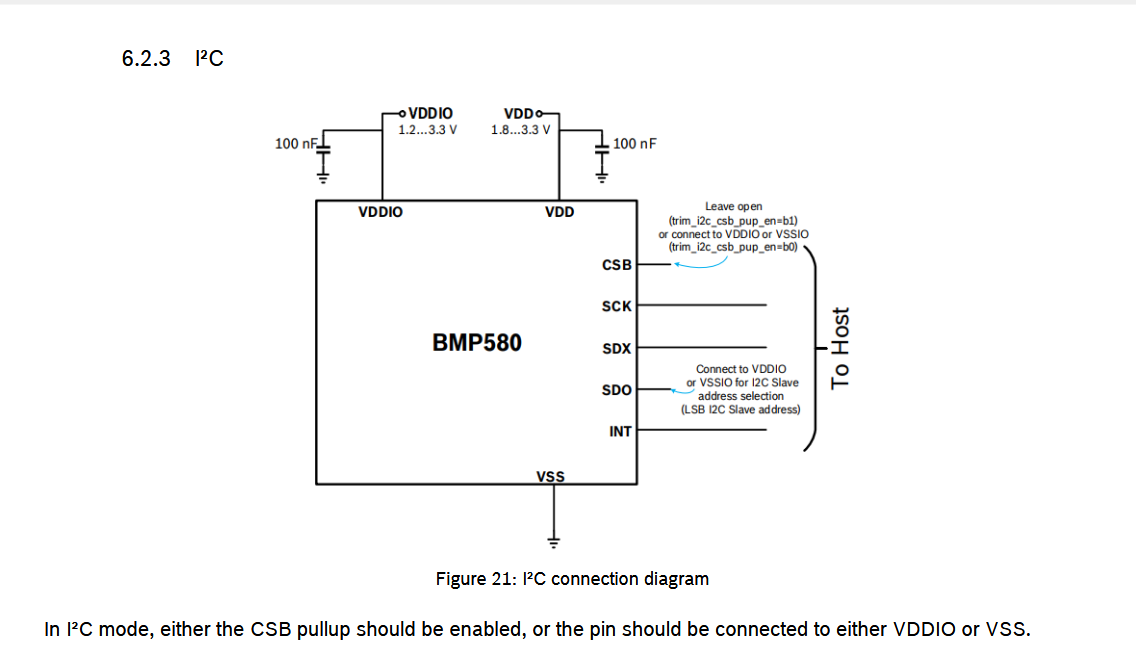 6.2.3 I²C
VDDIO
VDD
1.2...3.3 V
1.8...3.3 V
100 nF
100 nF
VDDIO
VDD
Leave open
(trim_i2c_csb_pup_en=b1)
or connect to VDDIO or VSSIO
(trim_i2c_csb_pup_en=b0)
CSB
SCK
BMP580
SDX
To Host
Connect to VDDIO
or VSSIO for I2C Slave
address selection
(LSB I2C Slave address)
SDO
INT
VSS
Figure 21: I²C connection diagram
In I²C mode, either the CSB pullup should be enabled, or the pin should be connected to either VDDIO or VSS.